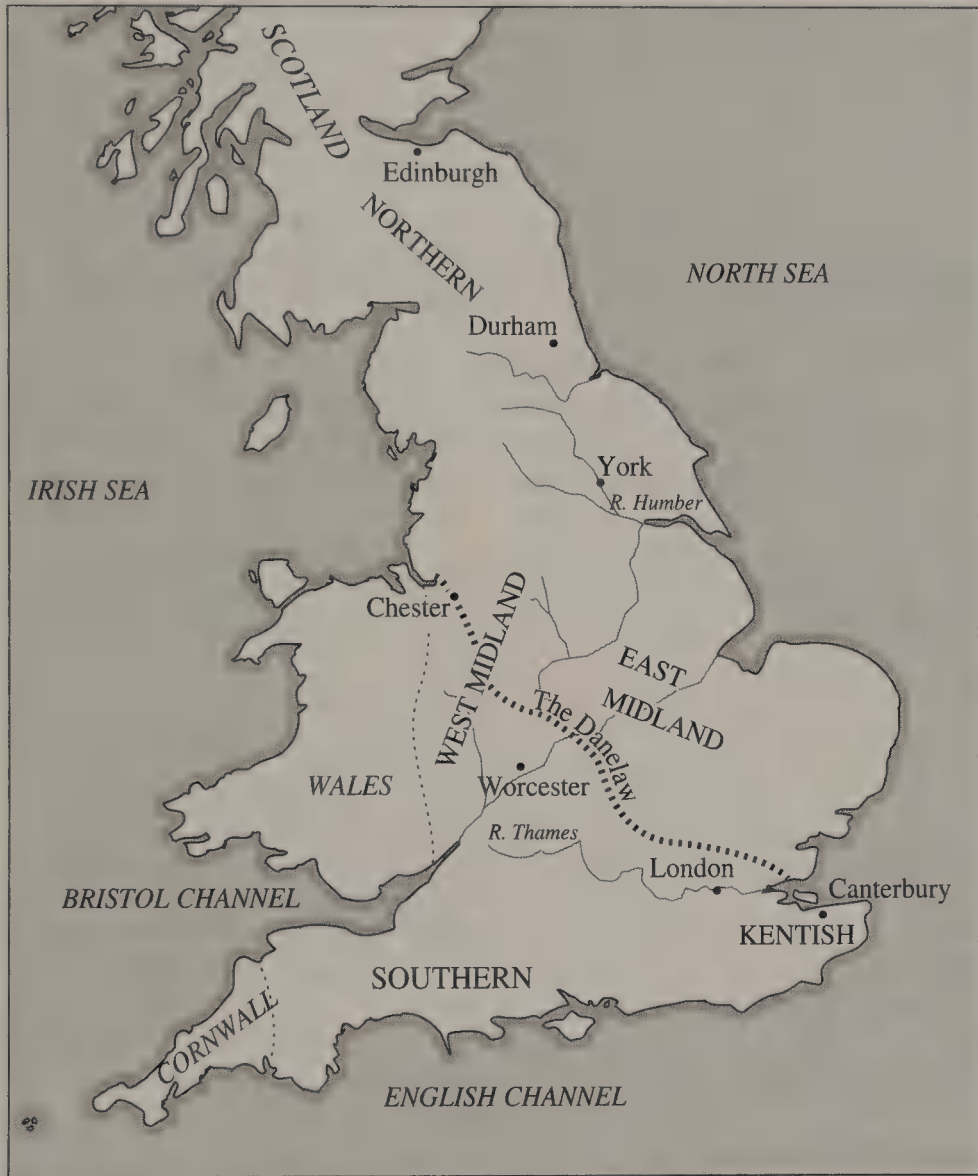 SCOTLAND
Edinburgh
NORTHERN
NORTH SEA
Durham
York
IRISH SEA
R. Humber
Chester
WEST MIDLAND
EAST
MIDLAND
The Danelaw
WALES
Worcester
R. Thames
London
BRISTOL CHANNEL
Canterbury
KENTISH
SOUTHERN
CORNWALL
ENGLISH CHANNEL